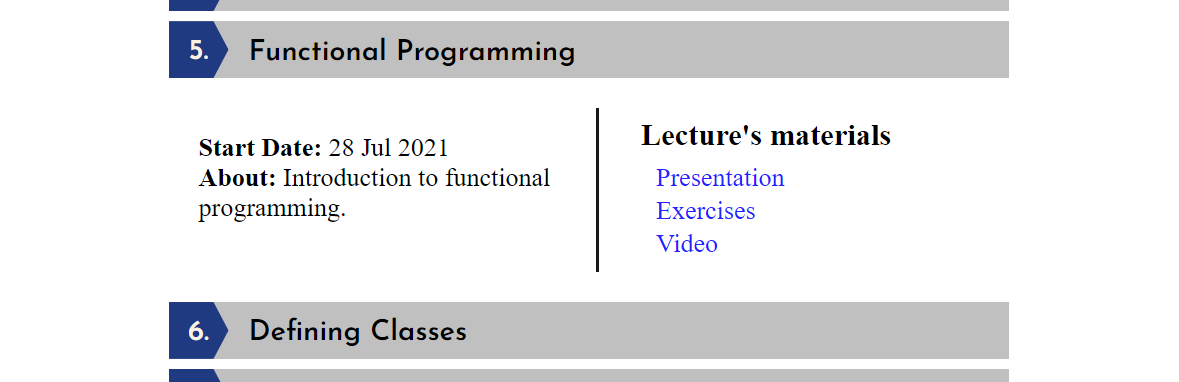 5. Functional Programming
Start Date: 28 Jul 2021
About: Introduction to functional
programming.
Lecture's materials
Presentation
Exercises
Video
6. Defining Classes